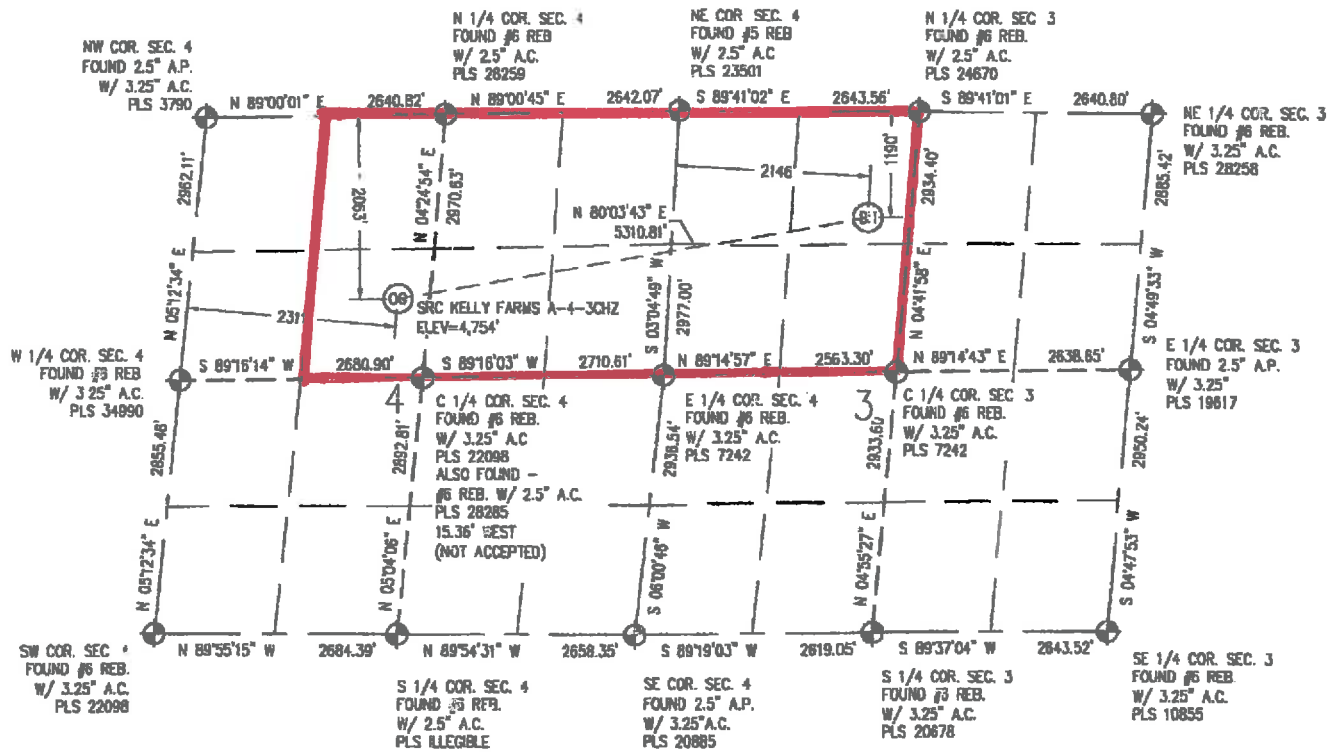 NW COR. SEC. 4
FOUND 2.5" A.P.
W/ 3.25" A.C.
PLS 3790
N 1/4 COR. SEC. 4
FOUND #6 REB
W/ 2.5" A.C.
PLS 28259
NE COR SEC. 4
FOUND #5 REB
W/ 2.5" A.C.
PLS 23501
N 1/4 COR. SEC. 3
FOUND #6 REB.
W/ 2.5" A.C.
PLS 24670
NE 1/4 COR. SEC. 3
FOUND #6 REB.
W/ 3.25" A.C.
PLS 28258
N 89°00'01" E
2640.82'
N 89°00'45" E
2642.07'
S 89°41'02" E
2643.56'
S 89°41'01" E
2640.80'
2962.11'
N 05°12'34" E
2063'
N 04°24'54" E
2970.63'
2146'
1190'
N 80°03'43" E
5310.81'
S 03°04'49" W
2977.00'
2934.40'
N 04°41'58" E
2885.42'
S 04°49'33" W
OG
SRC KELLY FARMS A-4-3CHZ
ELEV=4,754'
231
W 1/4 COR. SEC. 4
FOUND #6 REB
W/ 3 25" A.C.
PLS 34990
S 89°16'14" W
2680.90'
S 89°16'03" W
2710.61'
N 89°14'57" E
2563.30'
N 89°14'43" E
2638.65'
E 1/4 COR. SEC. 3
FOUND 2.5" A.P.
W/ 3.25"
PLS 19617
4
C 1/4 COR. SEC. 4
FOUND #6 REB.
W/ 3.25" A.C
PLS 22098
ALSO FOUND -
#6 REB. W/ 2.5" A.C.
PLS 28285
15.36' WEST
(NOT ACCEPTED)
E 1/4 COR. SEC. 4
FOUND #6 REB.
W/ 3.25" A.C.
PLS 7242
3
C 1/4 COR. SEC. 3
FOUND #6 REB.
W/ 3.25" A.C.
PLS 7242
2855.46'
N 05°12'34" E
2892.81'
N 05°04'06" E
2939.64'
S 06°00'46" W
2933.60'
N 04°55'27" E
2950.24'
S 04°47'53" W
SW COR. SEC
FOUND #6 REB.
W/ 3.25" A.C.
PLS 22098
N 89°55'15" W
2684.39'
N 89°54'31" W
2658.35'
S 89°19'03" W
2619.05'
S 89°37'04" W
2643.52'
S 1/4 COR. SEC. 4
FOUND #6 REB.
W/ 2.5" A.C.
PLS ILLEGIBLE
SE COR. SEC. 4
FOUND 2.5" A.P.
W/ 3.25"A.C.
PLS 20685
S 1/4 COR. SEC. 3
FOUND REB.
W/ 3.25" A.C.
PLS 20678
SE 1/4 COR. SEC. 3
FOUND #6 REB.
W/ 3.25" A.C.
PLS 10855